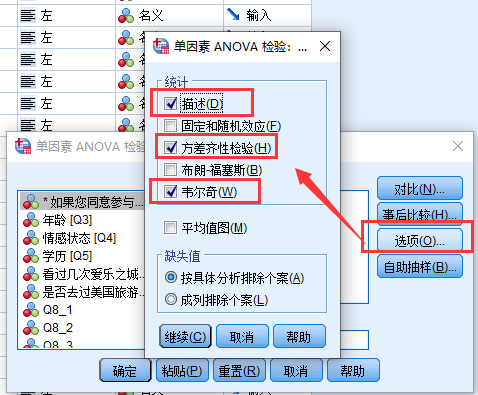 左 名义 输入
左
左
左
左
单因素 ANOVA 检验: ...
统计
描述(D)
固定和随机效应(F)
方差齐性检验(H)
布朗-福塞斯(B)
韦尔奇(W)
平均值图(M)
缺失值
按具体分析排除个案(A)
成列排除个案(L)
继续(C) 取消 帮助
单因素 ANOVA 检验
*如果您同意参与...
年龄 [Q3]
情感状态 [Q4]
学历 [Q5]
看过几次爱乐之城...
是否去过美国旅游...
Q8_1
Q8_2
Q8_3
对比(N)...
事后比较(H)...
选项(O)...
自助抽样(B)...
确定 粘贴(P) 重置(R) 取消 帮助